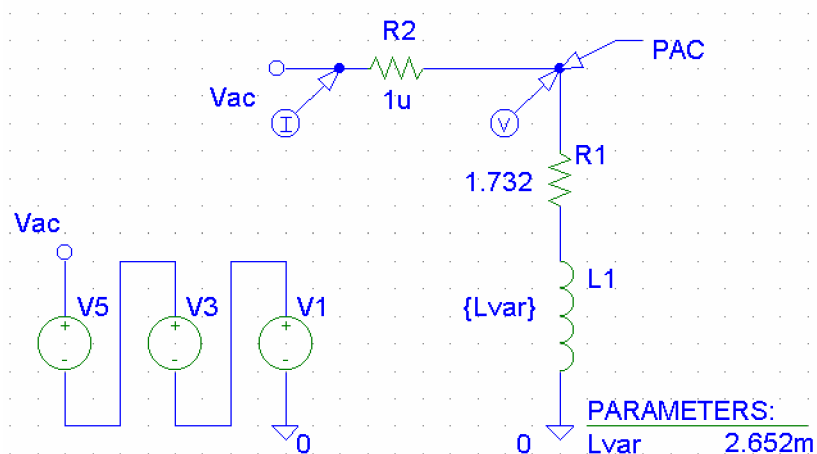 R2
PAC
Vac
1u
I
V
R1
1.732
Vac
L1
V5
V3
V1
{Lvar}
+
+
+
-
-
-
PARAMETERS:
0
0
Lvar 2.652m